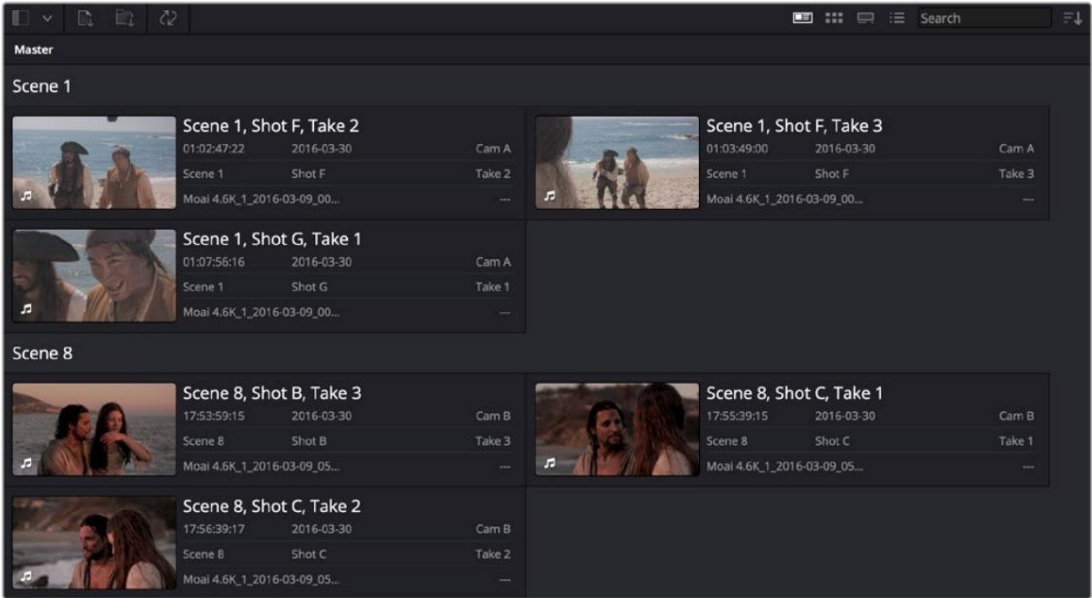 Search
Master
Scene 1
Scene 1, Shot F, Take 2
01:02:47:22 2016-03-30 Cam A
Scene 1 Shot F Take 2
Moai 4.6K_1_2016-03-09_00... ---
Scene 1, Shot F, Take 3
01:03:49:00 2016-03-30 Cam A
Scene 1 Shot F Take 3
Moai 4.6K_1_2016-03-09_00... ---
Scene 1, Shot G, Take 1
01:07:56:16 2016-03-30 Cam A
Scene 1 Shot G Take 1
Moai 4.6K_1_2016-03-09_00... ---
Scene 8
Scene 8, Shot B, Take 3
17:53:59:15 2016-03-30 Cam B
Scene 8 Shot B Take 3
Moai 4.6K_1_2016-03-09_05... ---
Scene 8, Shot C, Take 1
17:55:39:15 2016-03-30 Cam B
Scene 8 Shot C Take 1
Moai 4.6K_1_2016-03-09_05... ---
Scene 8, Shot C, Take 2
17:56:39:17 2016-03-30 Cam B
Scene 8 Shot C Take 2
Moai 4.6K_1_2016-03-09_05... ---